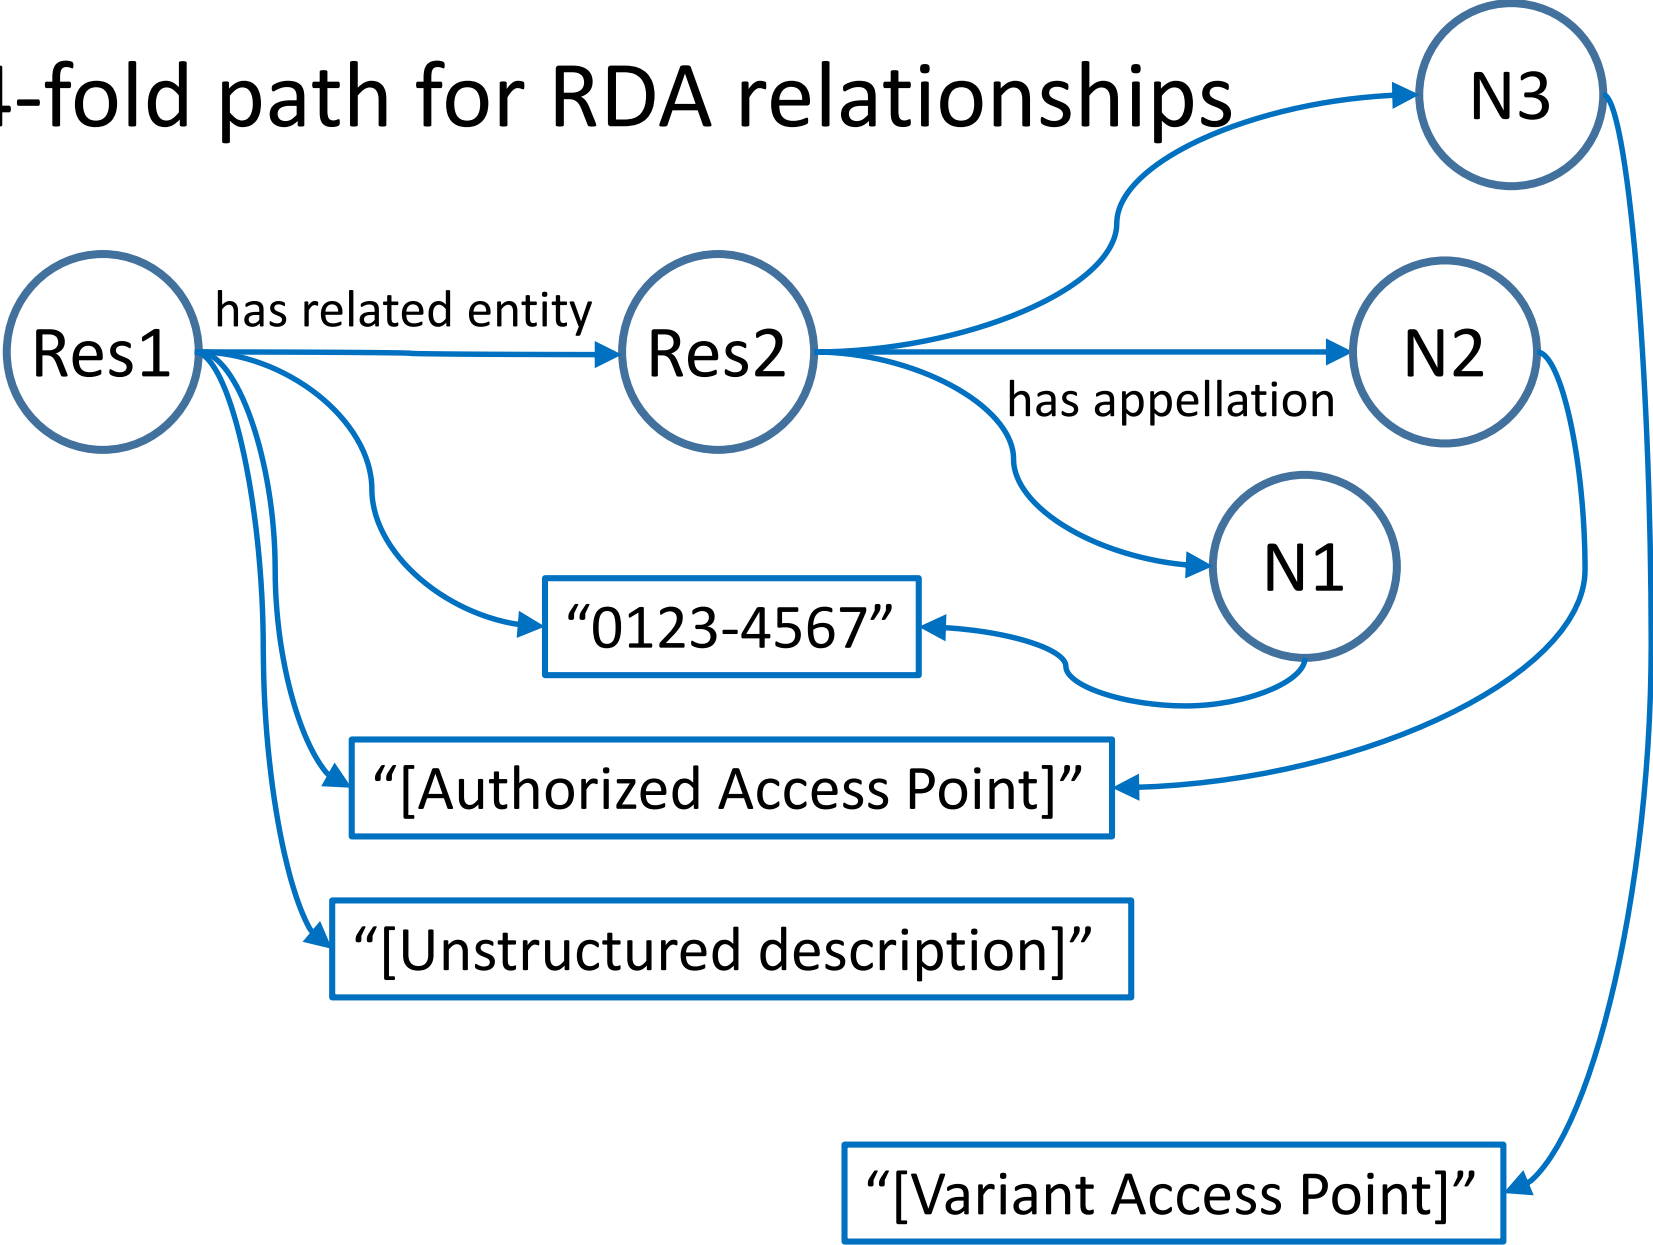 4-fold path for RDA relationships
N3
has related entity
Res1
Res2
N2
has appellation
N1
“0123-4567”
“[Authorized Access Point]”
“[Unstructured description]”
“[Variant Access Point]”